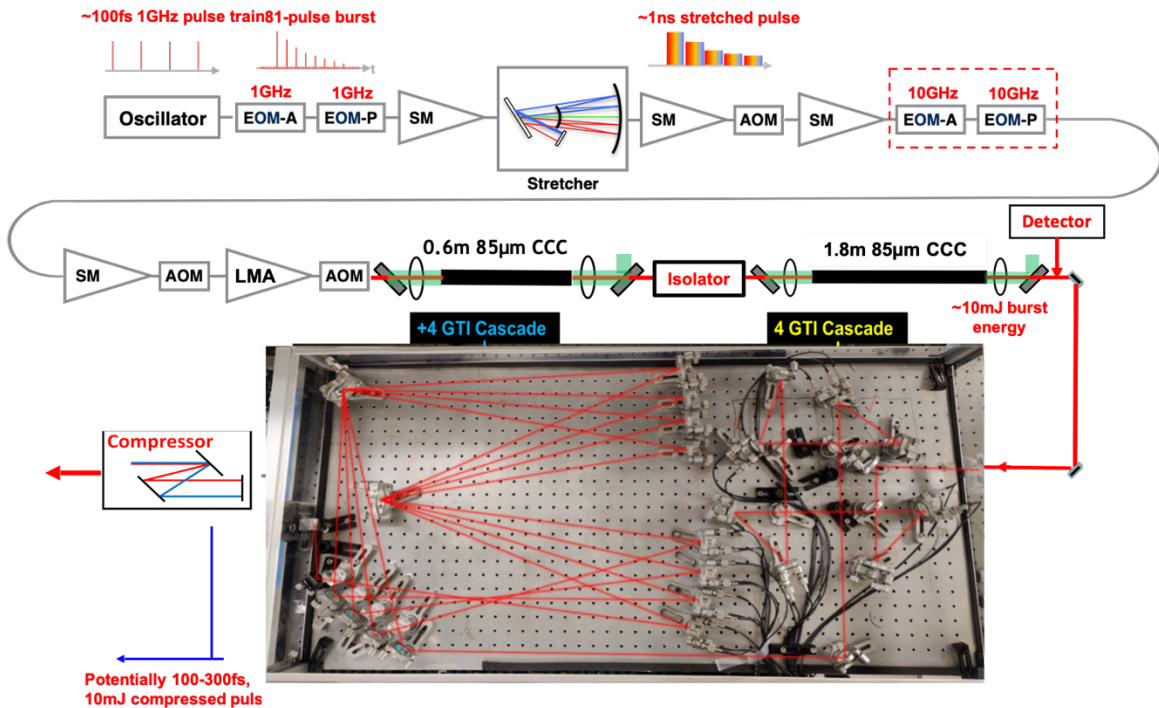 ~100fs 1GHz pulse train
81-pulse burst
~1ns stretched pulse
t
1GHz
1GHz
10GHz
10GHz
Oscillator
EOM-A
EOM-P
SM
SM
AOM
SM
EOM-A
EOM-P
Stretcher
Detector
0.6m 85µm CCC
1.8m 85µm CCC
SM
AOM
LMA
AOM
Isolator
~10mJ burst
energy
+4 GTI Cascade
4 GTI Cascade
Compressor
Potentially 100-300fs,
10mJ compressed puls